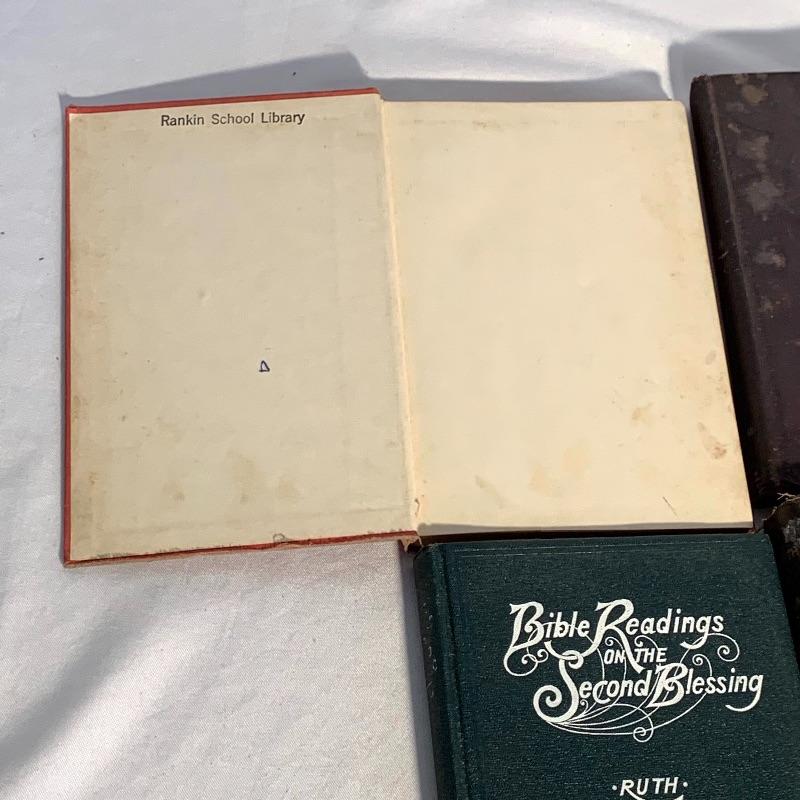 Rankin School Library
Bible Readings
ON THE
Second Blessing
·RUTH·